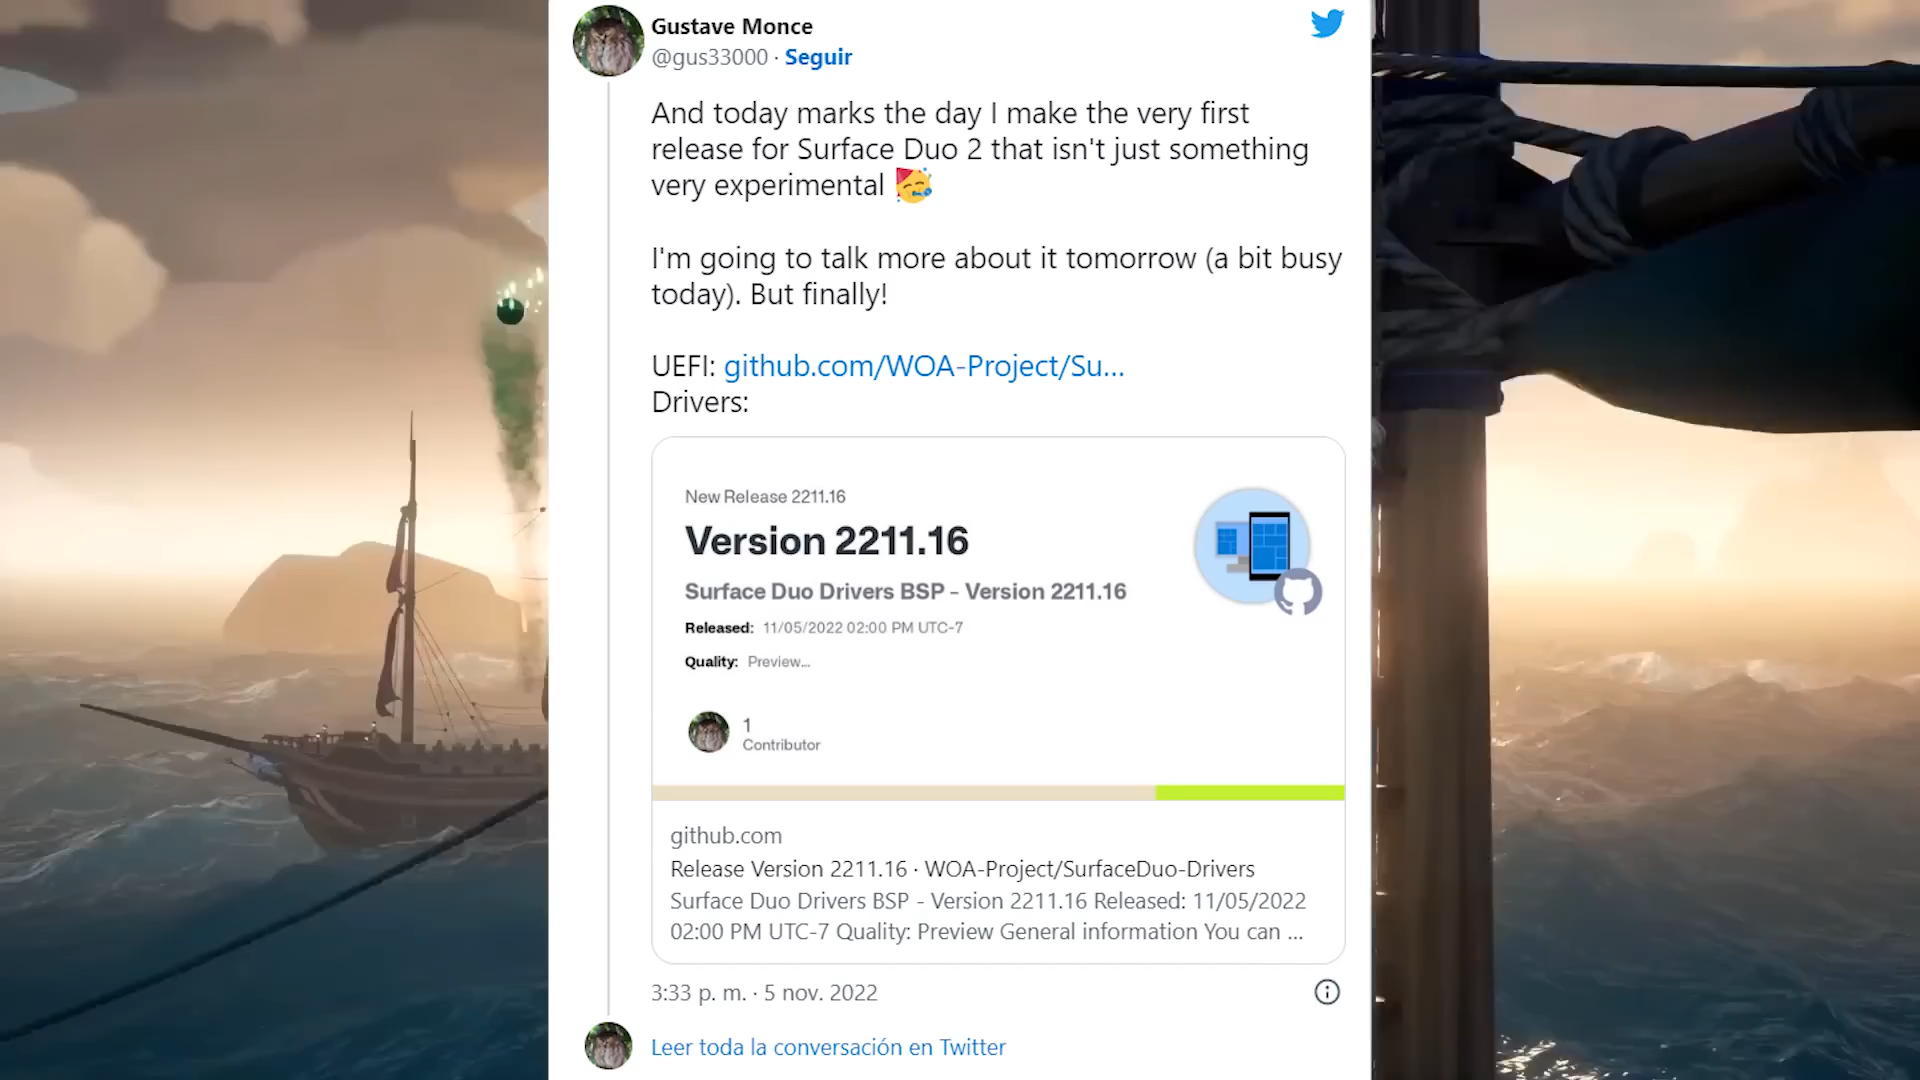 Gustave Monce
@gus33000 · Seguir
And today marks the day I make the very first
release for Surface Duo 2 that isn't just something
very experimental 🥳
I'm going to talk more about it tomorrow (a bit busy
today). But finally!
UEFI: github.com/WOA-Project/Su...
Drivers:
New Release 2211.16
Version 2211.16
Surface Duo Drivers BSP - Version 2211.16
Released: 11/05/2022 02:00 PM UTC-7
Quality: Preview...
1
Contributor
github.com
Release Version 2211.16 · WOA-Project/SurfaceDuo-Drivers
Surface Duo Drivers BSP - Version 2211.16 Released: 11/05/2022
02:00 PM UTC-7 Quality: Preview General information You can ...
3:33 p. m. · 5 nov. 2022
Leer toda la conversación en Twitter